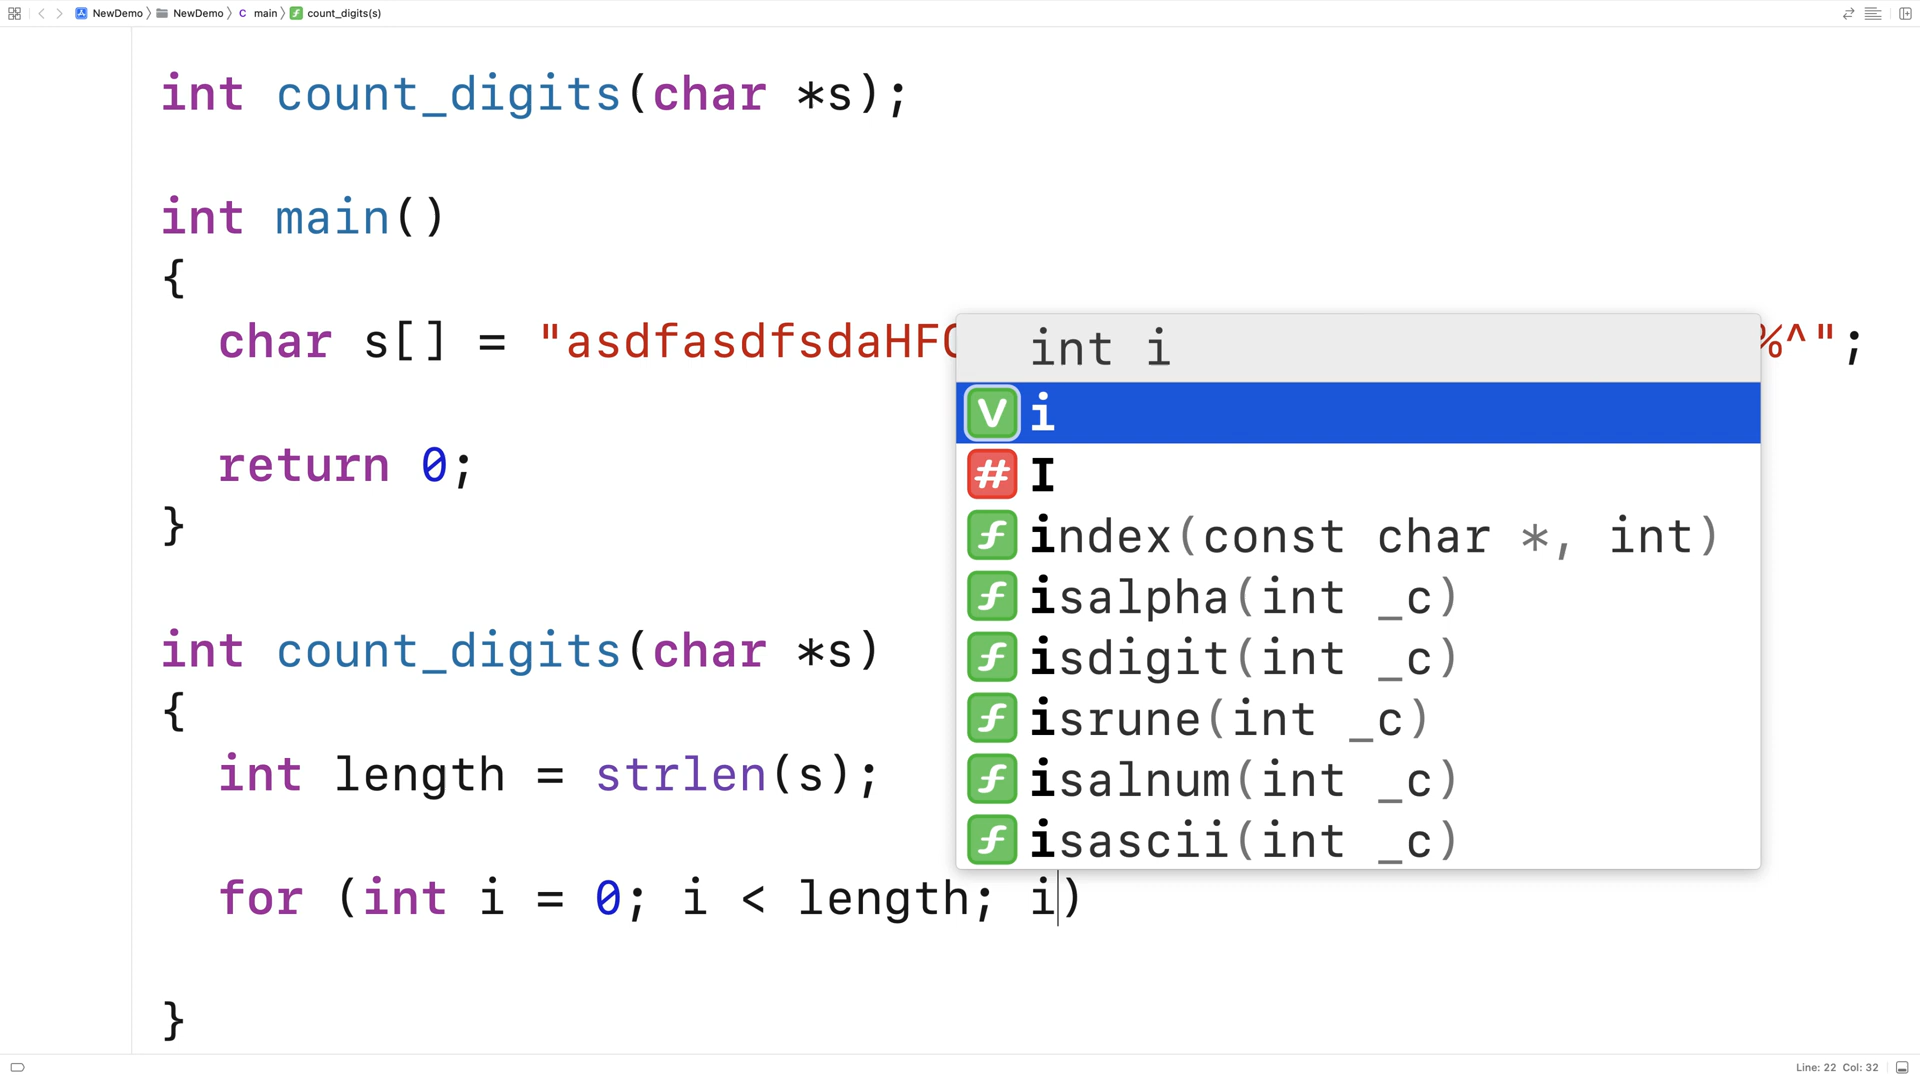 NewDemo NewDemo C main f count_digits(s)
int count_digits(char *s);
int main()
{
char s[] = "asdfasdfsdaHF %^";
int i
V i
# I
f index(const char *, int)
f isalpha(int _c)
f isdigit(int _c)
f isrune(int _c)
f isalnum(int _c)
f isascii(int _c)
return 0;
}
int count_digits(char *s)
{
int length = strlen(s);
for (int i = 0; i < length; i)
}
Line: 22 Col: 32